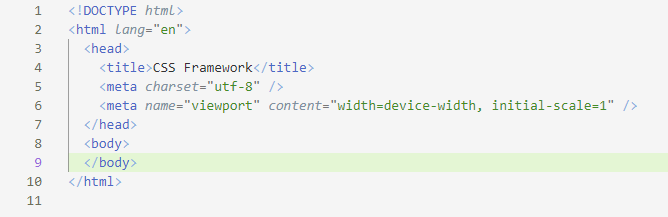 1 <!DOCTYPE html>
2 <html lang="en">
3   <head>
4     <title>CSS Framework</title>
5     <meta charset="utf-8" />
6     <meta name="viewport" content="width=device-width, initial-scale=1" />
7   </head>
8   <body>
9   </body>
10 </html>
11